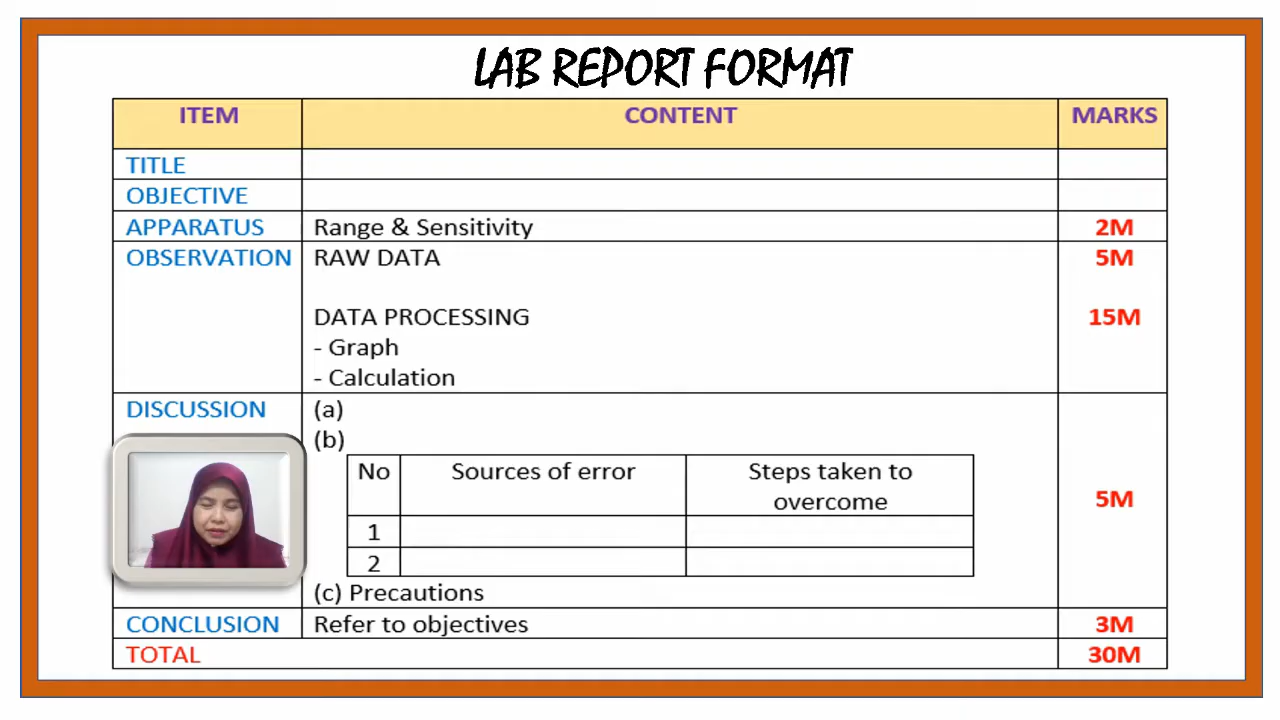 LAB REPORT FORMAT
ITEM CONTENT MARKS
TITLE
OBJECTIVE
APPARATUS Range & Sensitivity 2M
OBSERVATION RAW DATA 5M
DATA PROCESSING 15M
- Graph
- Calculation
DISCUSSION (a)
(b)
No Sources of error Steps taken to
overcome
1
2
5M
(c) Precautions
CONCLUSION Refer to objectives 3M
TOTAL 30M